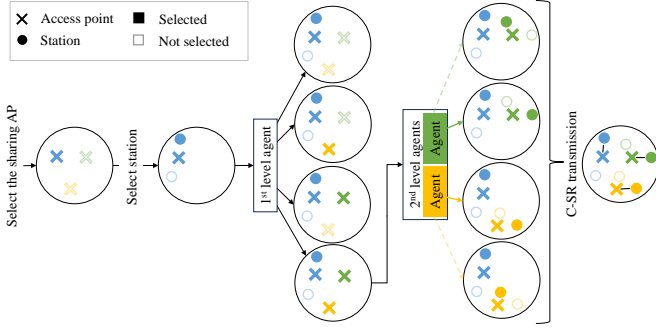 Access point
Selected
Station
Not selected
Select the sharing AP
Select station
1st level agent
2nd level agents
Agent
Agent
C-SR transmission